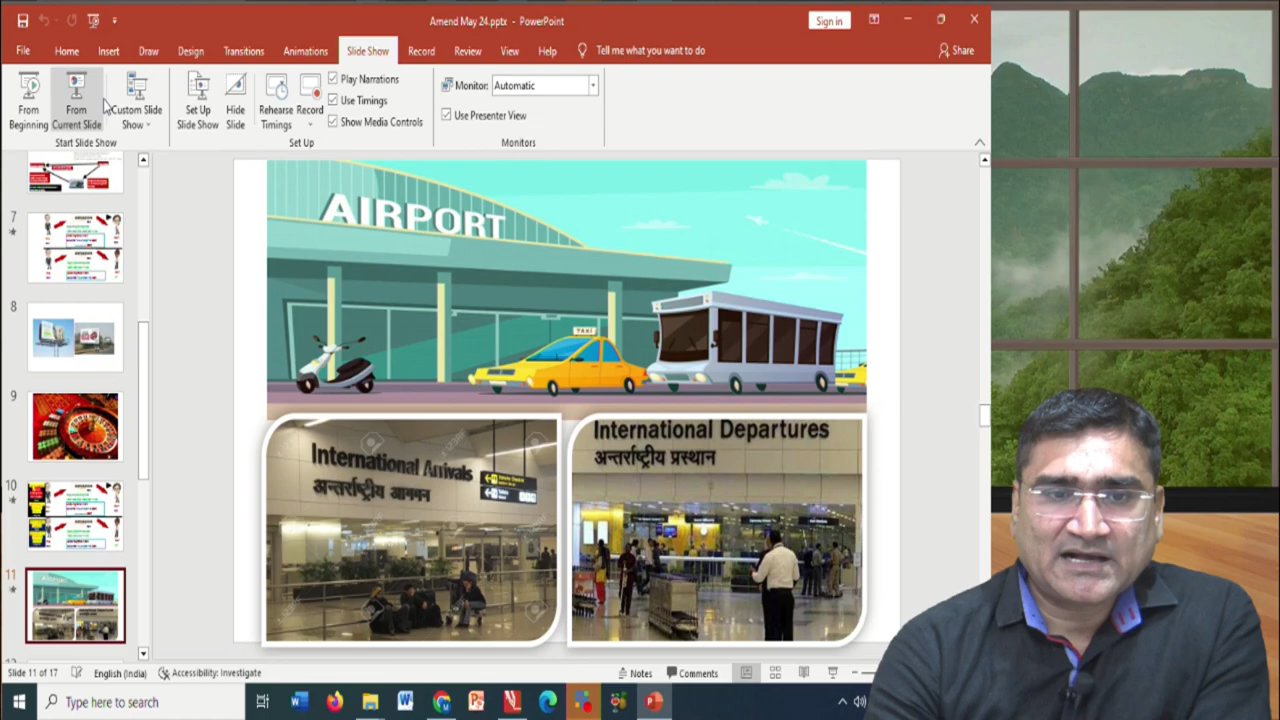 Amend May 24.pptx - PowerPoint
Sign in
File Home Insert Draw Design Transitions Animations Slide Show Record Review View Help Tell me what you want to do Share
From Beginning
From Current Slide
Custom Slide Show
Set Up Slide Show
Hide Slide
Rehearse Timings
Record
Play Narrations
Use Timings
Show Media Controls
Monitor: Automatic
Use Presenter View
Start Slide Show
Set Up
Monitors
7
8
9
10
11
AIRPORT
TAXI
International Arrivals
अन्तर्राष्ट्रीय आगमन
International Departures
अन्तर्राष्ट्रीय प्रस्थान
Slide 11 of 17 English (India) Accessibility: Investigate Notes Comments
Type here to search